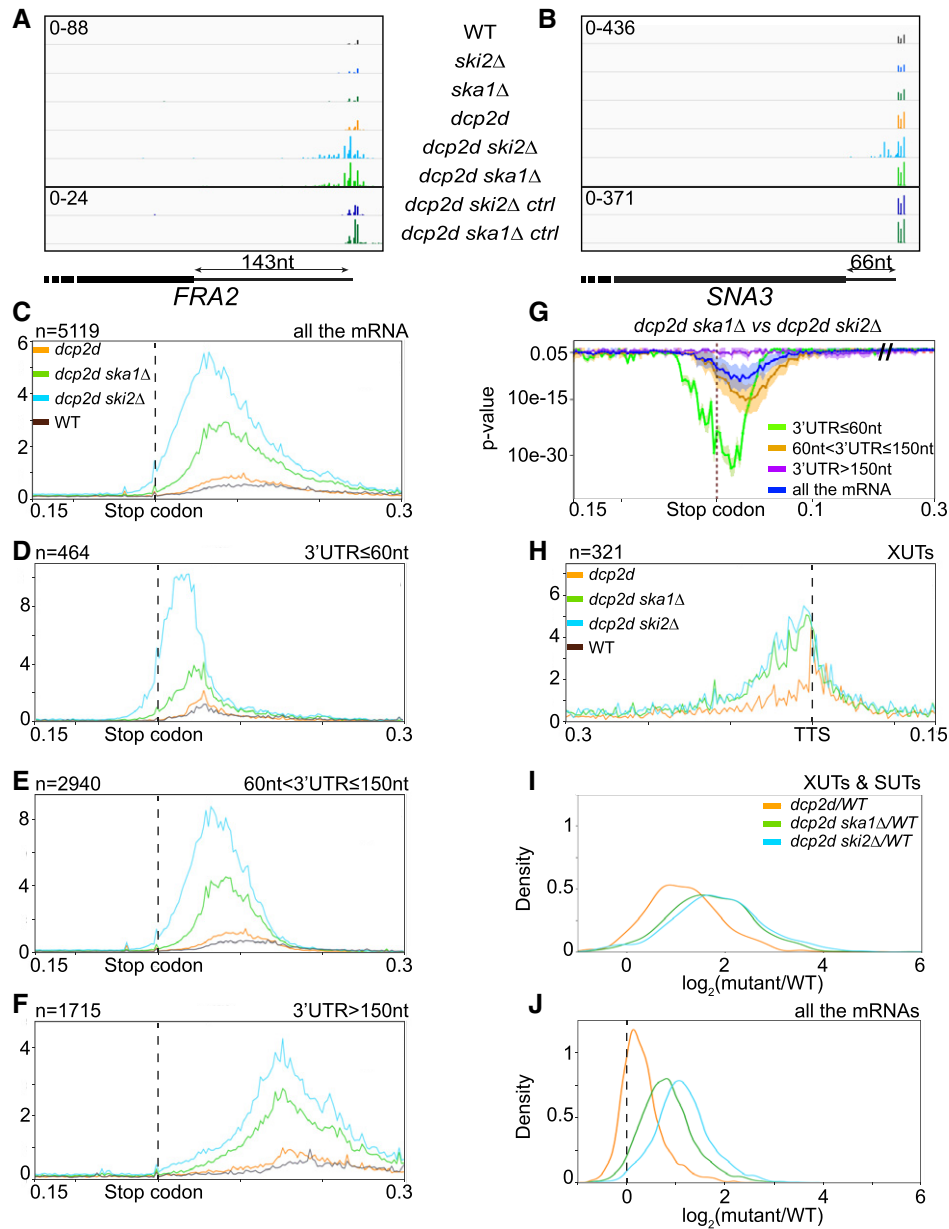 A
B
0-88
WT
0-436
ski2Δ
ska1Δ
dcp2d
dcp2d ski2Δ
dcp2d ska1Δ
0-24
dcp2d ski2Δ ctrl
0-371
dcp2d ska1Δ ctrl
143nt
66nt
FRA2
SNA3
C
n=5119
all the mRNA
6
4
2
0
dcp2d
dcp2d ska1Δ
dcp2d ski2Δ
WT
0.15
Stop codon
0.3
G
dcp2d ska1Δ vs dcp2d ski2Δ
0.05
10e-15
10e-30
p-value
3'UTR≤60nt
60nt<3'UTR≤150nt
3'UTR>150nt
all the mRNA
0.15
Stop codon
0.1
0.3
D
n=464
3'UTR≤60nt
8
4
0
0.15
Stop codon
0.3
H
n=321
XUTs
6
4
2
0
dcp2d
dcp2d ska1Δ
dcp2d ski2Δ
WT
0.3
TTS
0.15
E
n=2940
60nt<3'UTR≤150nt
8
4
0
0.15
Stop codon
0.3
I
XUTs & SUTs
dcp2d/WT
dcp2d ska1Δ/WT
dcp2d ski2Δ/WT
1
0.5
0
Density
0
2
4
6
log2(mutant/WT)
F
n=1715
3'UTR>150nt
4
2
0
0.15
Stop codon
0.3
J
all the mRNAs
1
0.5
0
Density
0
2
4
6
log2(mutant/WT)